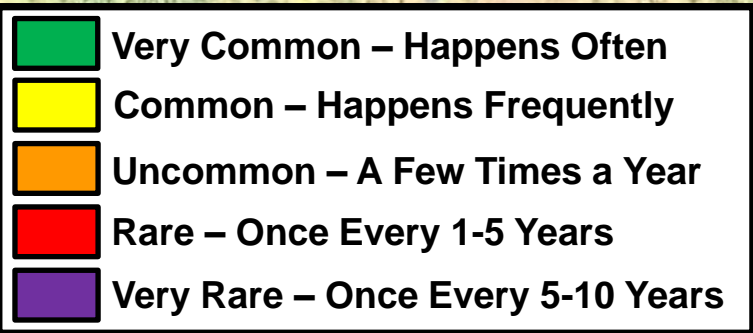 Very Common – Happens Often
Common – Happens Frequently
Uncommon – A Few Times a Year
Rare – Once Every 1-5 Years
Very Rare – Once Every 5-10 Years